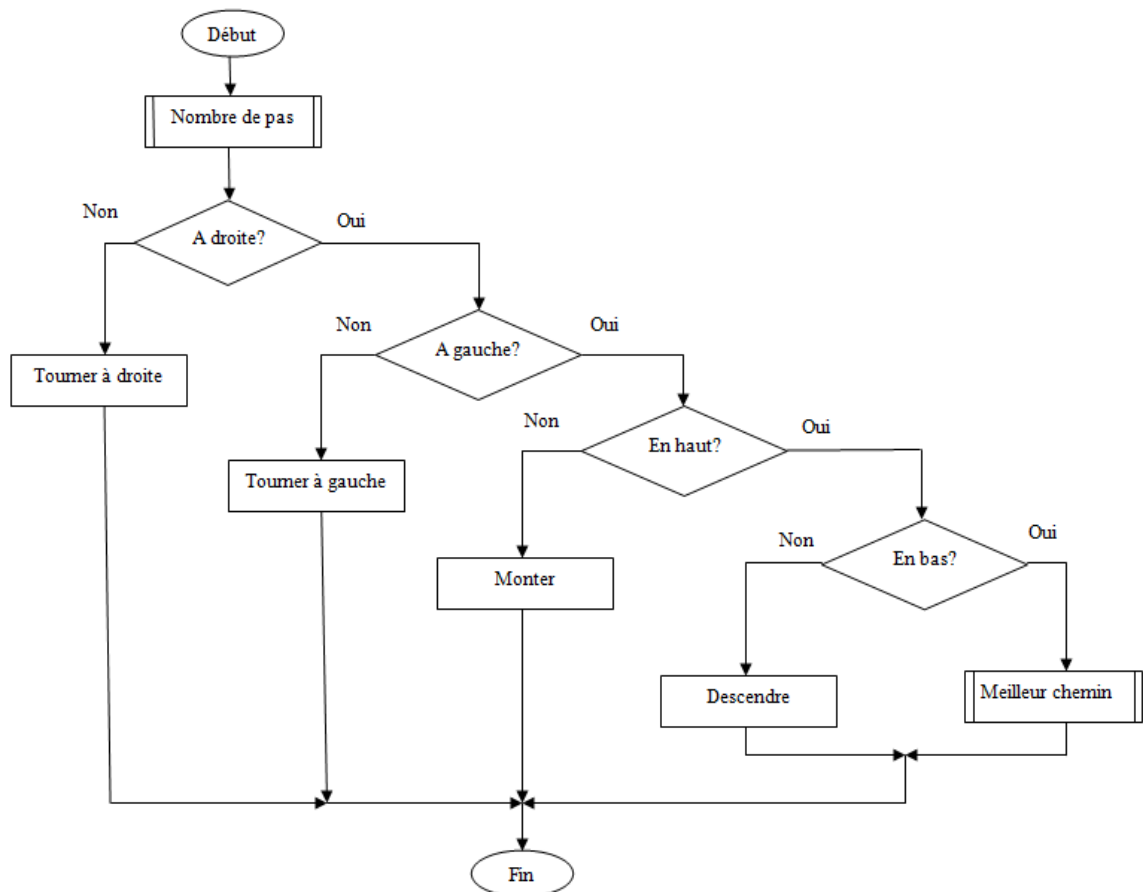 Début
Nombre de pas
Non
Oui
A droite?
Non
Oui
A gauche?
Tourner à droite
Non
Oui
En haut?
Tourner à gauche
Non
Oui
En bas?
Monter
Descendre
Meilleur chemin
Fin